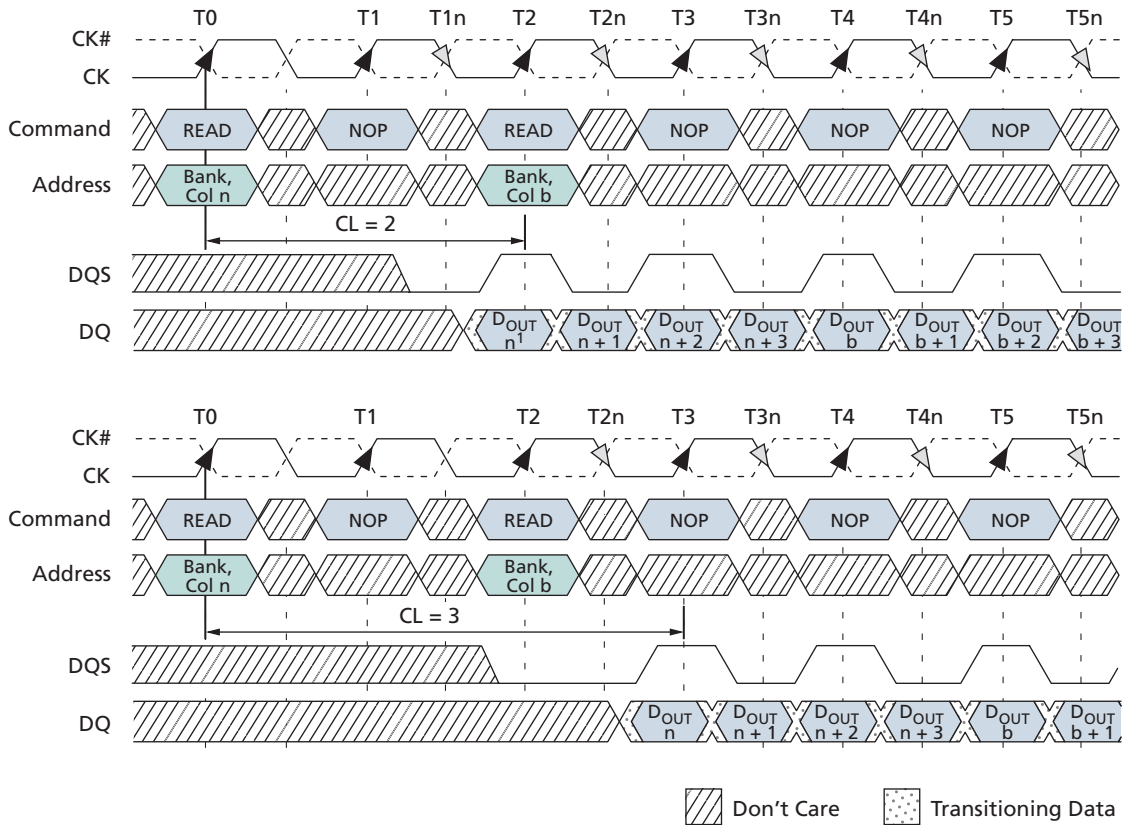 T0 T1 T1n T2 T2n T3 T3n T4 T4n T5 T5n
CK#
CK
Command READ NOP READ NOP NOP NOP
Address Bank, Col n Bank, Col b
CL = 2
DQS
DQ DOUT n¹ DOUT n + 1 DOUT n + 2 DOUT n + 3 DOUT b DOUT b + 1 DOUT b + 2 DOUT b + 3
T0 T1 T2 T2n T3 T3n T4 T4n T5 T5n
CK#
CK
Command READ NOP READ NOP NOP NOP
Address Bank, Col n Bank, Col b
CL = 3
DQS
DQ DOUT n DOUT n + 1 DOUT n + 2 DOUT n + 3 DOUT b DOUT b + 1
Don't Care Transitioning Data